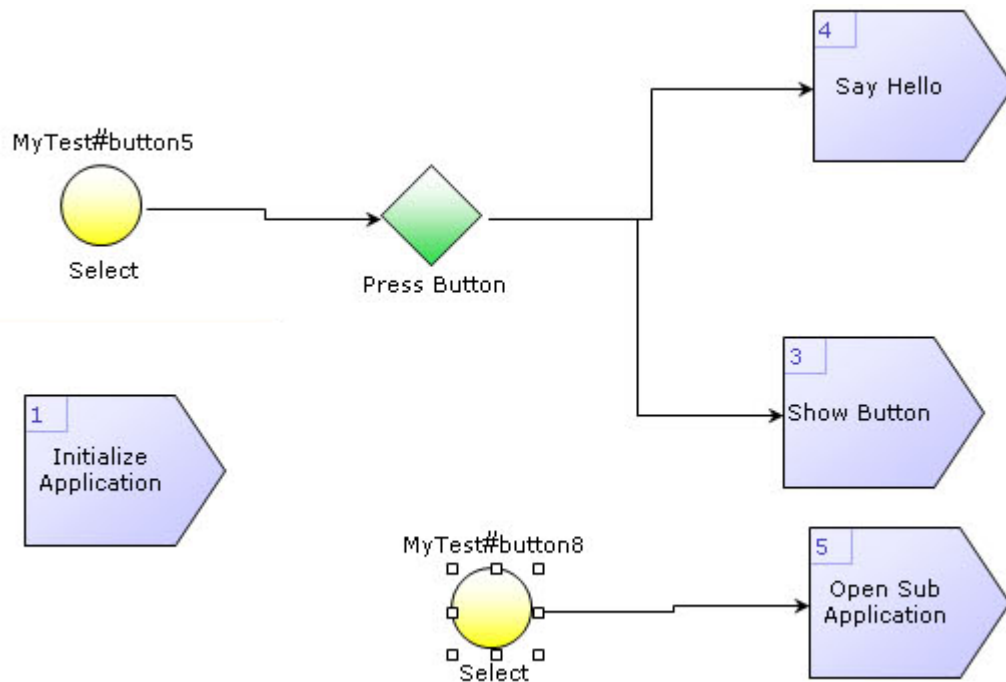 4
Say Hello
MyTest#button5
Select
Press Button
3
Show Button
1
Initialize
Application
MyTest#button8
Select
5
Open Sub
Application